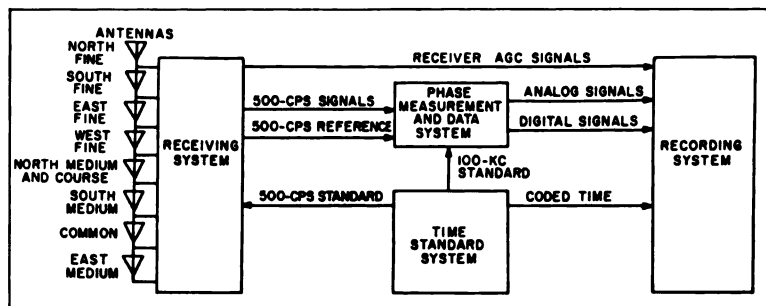 ANTENNAS
NORTH
FINE
SOUTH
FINE
EAST
FINE
WEST
FINE
NORTH MEDIUM
AND COURSE
SOUTH
MEDIUM
COMMON
EAST
MEDIUM
RECEIVING
SYSTEM
RECEIVER AGC SIGNALS
500-CPS SIGNALS
500-CPS REFERENCE
PHASE
MEASUREMENT
AND DATA
SYSTEM
ANALOG SIGNALS
DIGITAL SIGNALS
100-KC
STANDARD
500-CPS STANDARD
TIME
STANDARD
SYSTEM
CODED TIME
RECORDING
SYSTEM